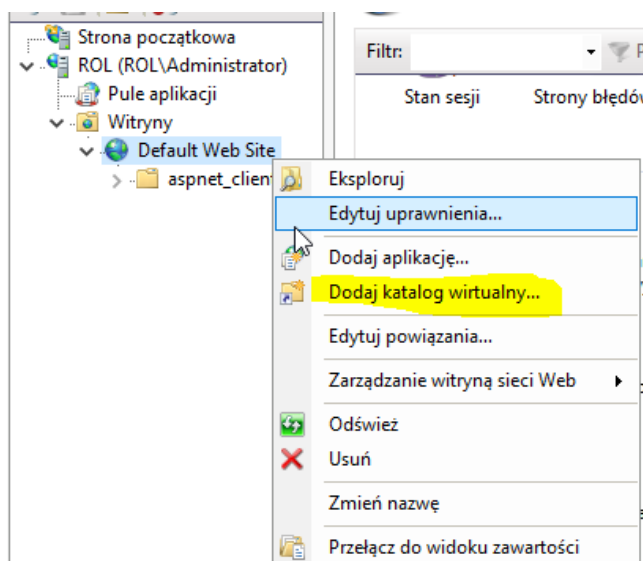 Strona początkowa
ROL (ROL\Administrator)
Pule aplikacji
Witryny
Default Web Site
aspnet_client
Filtr:
Stan sesji
Strony błędów
Eksploruj
Edytuj uprawnienia...
Dodaj aplikację...
Dodaj katalog wirtualny...
Edytuj powiązania...
Zarządzanie witryną sieci Web
Odśwież
Usuń
Zmień nazwę
Przełącz do widoku zawartości